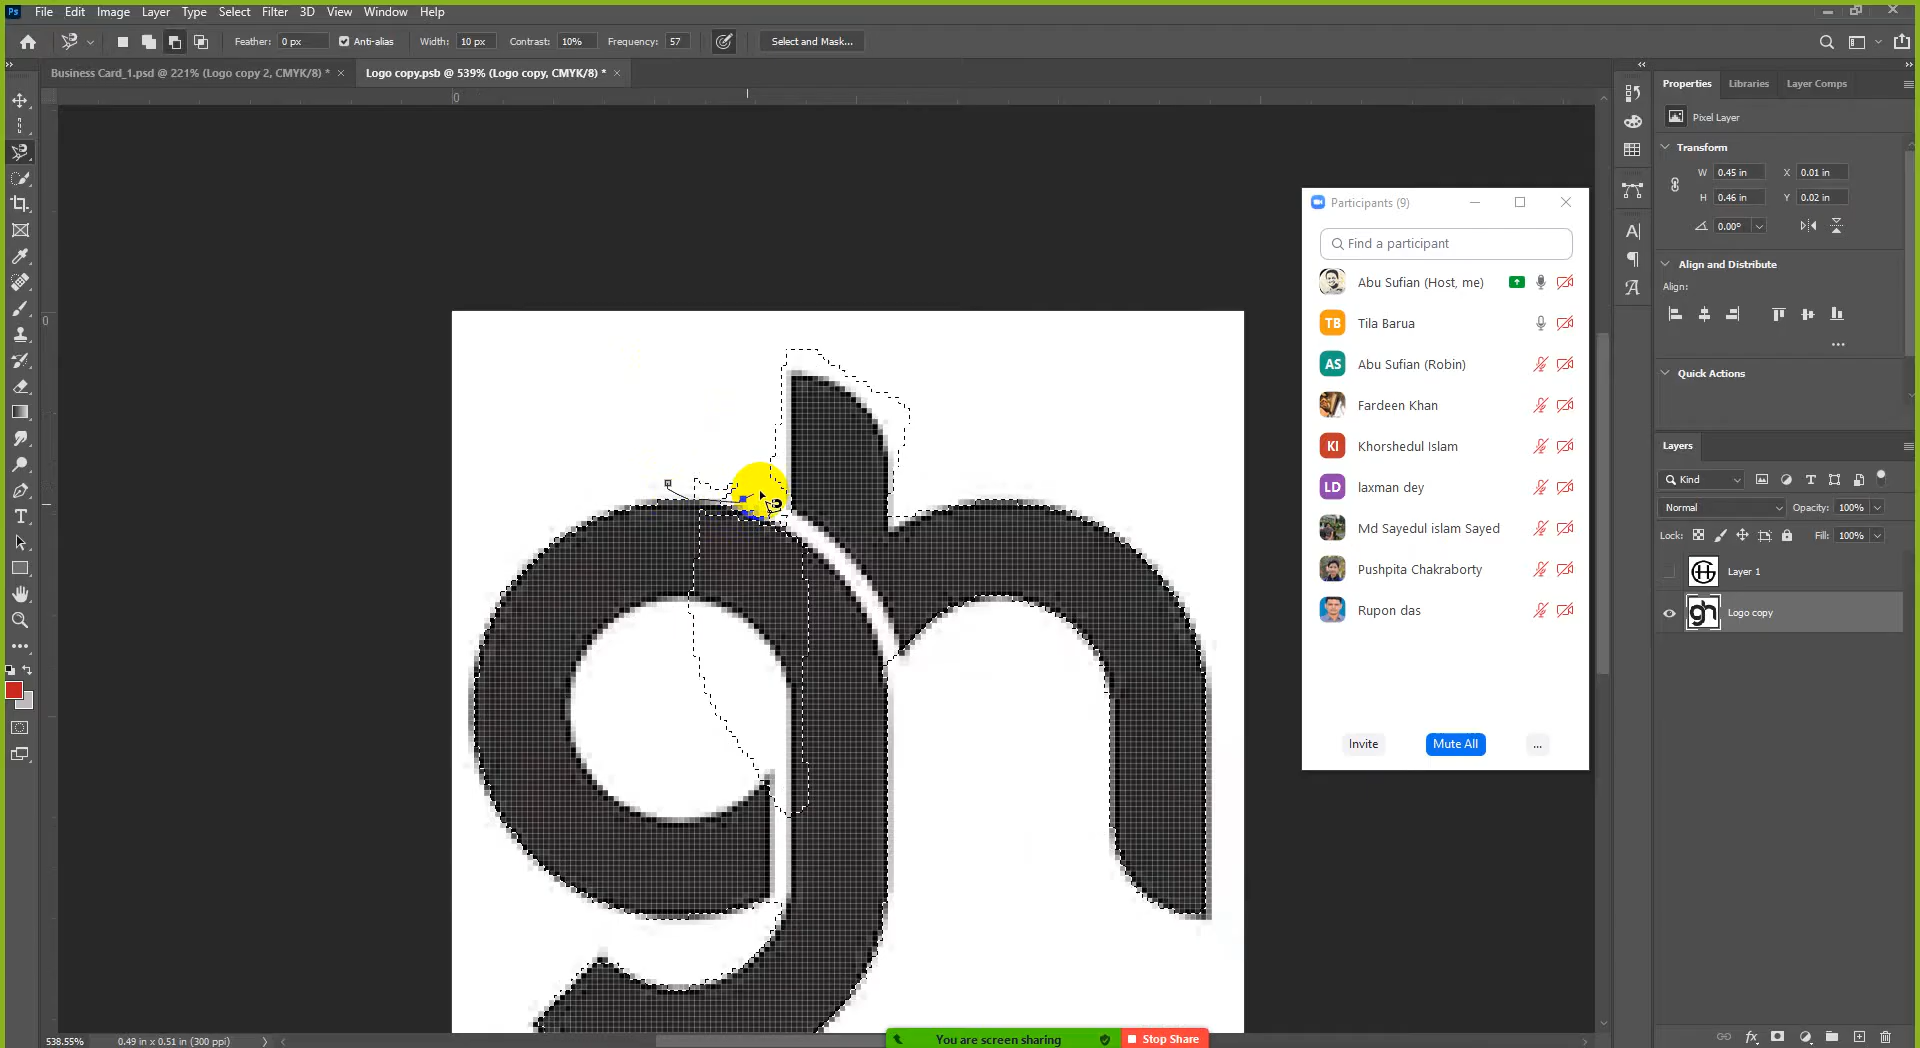 Ps File Edit Image Layer Type Select Filter 3D View Window Help
Feather: 0 px Anti-alias Width: 10 px Contrast: 10% Frequency: 57 Select and Mask...
Business Card_1.psd @ 221% (Logo copy 2, CMYK/8) * × Logo copy.psb @ 539% (Logo copy, CMYK/8) * ×
0
0
Participants (9)
Find a participant
Abu Sufian (Host, me)
TB Tila Barua
AS Abu Sufian (Robin)
Fardeen Khan
KI Khorshedul Islam
LD laxman dey
Md Sayedul islam Sayed
Pushpita Chakraborty
Rupon das
Invite Mute All ...
Properties Libraries Layer Comps
Pixel Layer
Transform
W 0.45 in X 0.01 in
H 0.46 in Y 0.02 in
0.00°
Align and Distribute
Align:
Quick Actions
Layers
Kind
Normal Opacity: 100%
Lock: Fill: 100%
Layer 1
gh Logo copy
gh
538.55% 0.49 in x 0.51 in (300 ppi)
You are screen sharing Stop Share